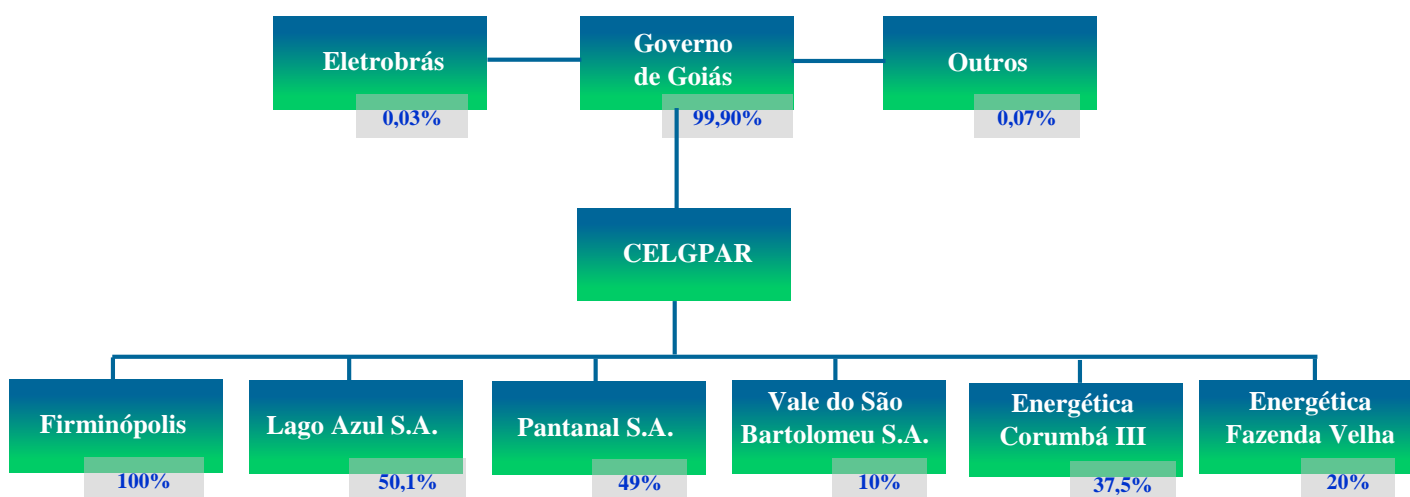 Eletrobrás
0,03%
Governo
de Goiás
99,90%
Outros
0,07%
CELGPAR
Firminópolis
100%
Lago Azul S.A.
50,1%
Pantanal S.A.
49%
Vale do São
Bartolomeu S.A.
10%
Energética
Corumbá III
37,5%
Energética
Fazenda Velha
20%